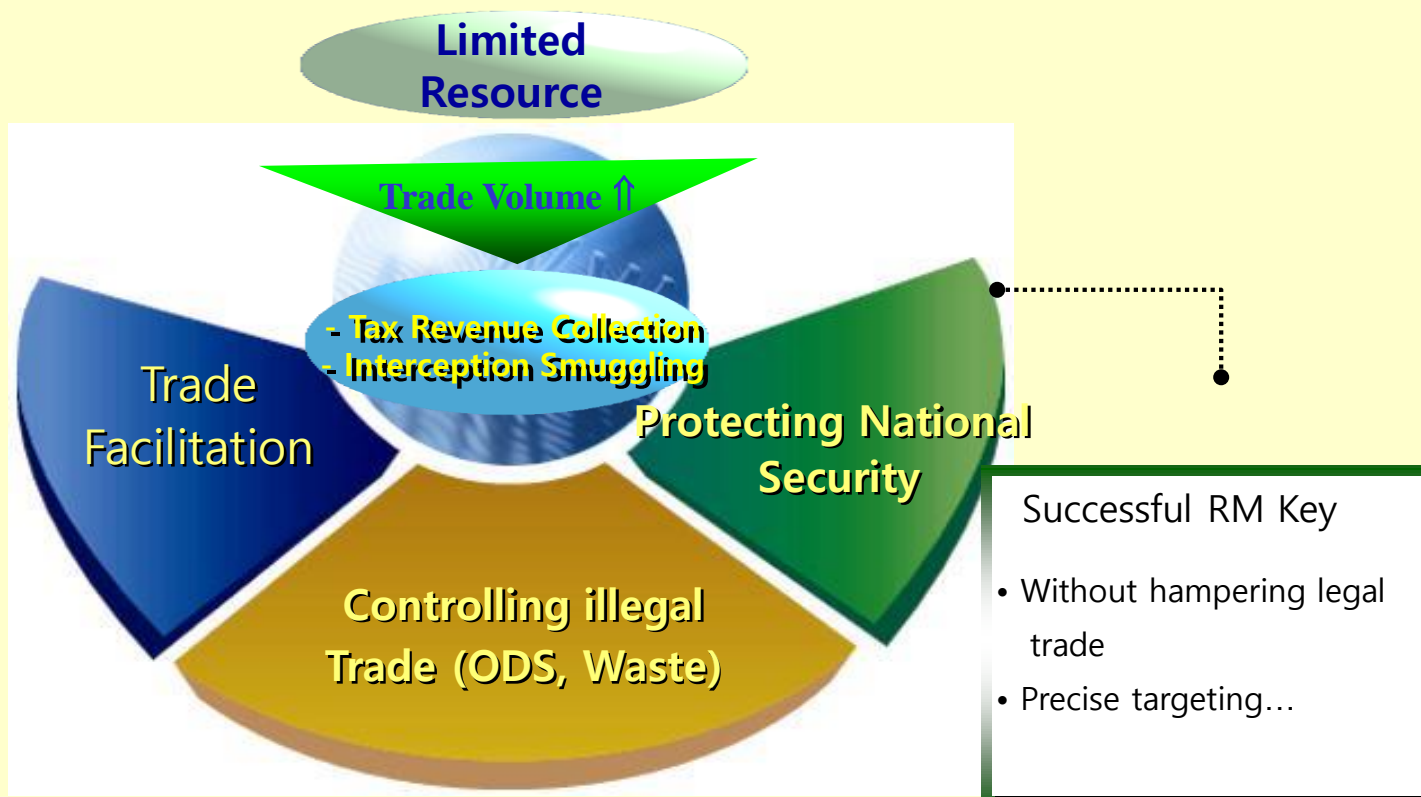 Limited
Resource
Trade Volume ⇑
- Tax Revenue Collection
- Interception Smuggling
Trade
Facilitation
Protecting National
Security
Controlling illegal
Trade (ODS, Waste)
Successful RM Key
• Without hampering legal
trade
• Precise targeting…